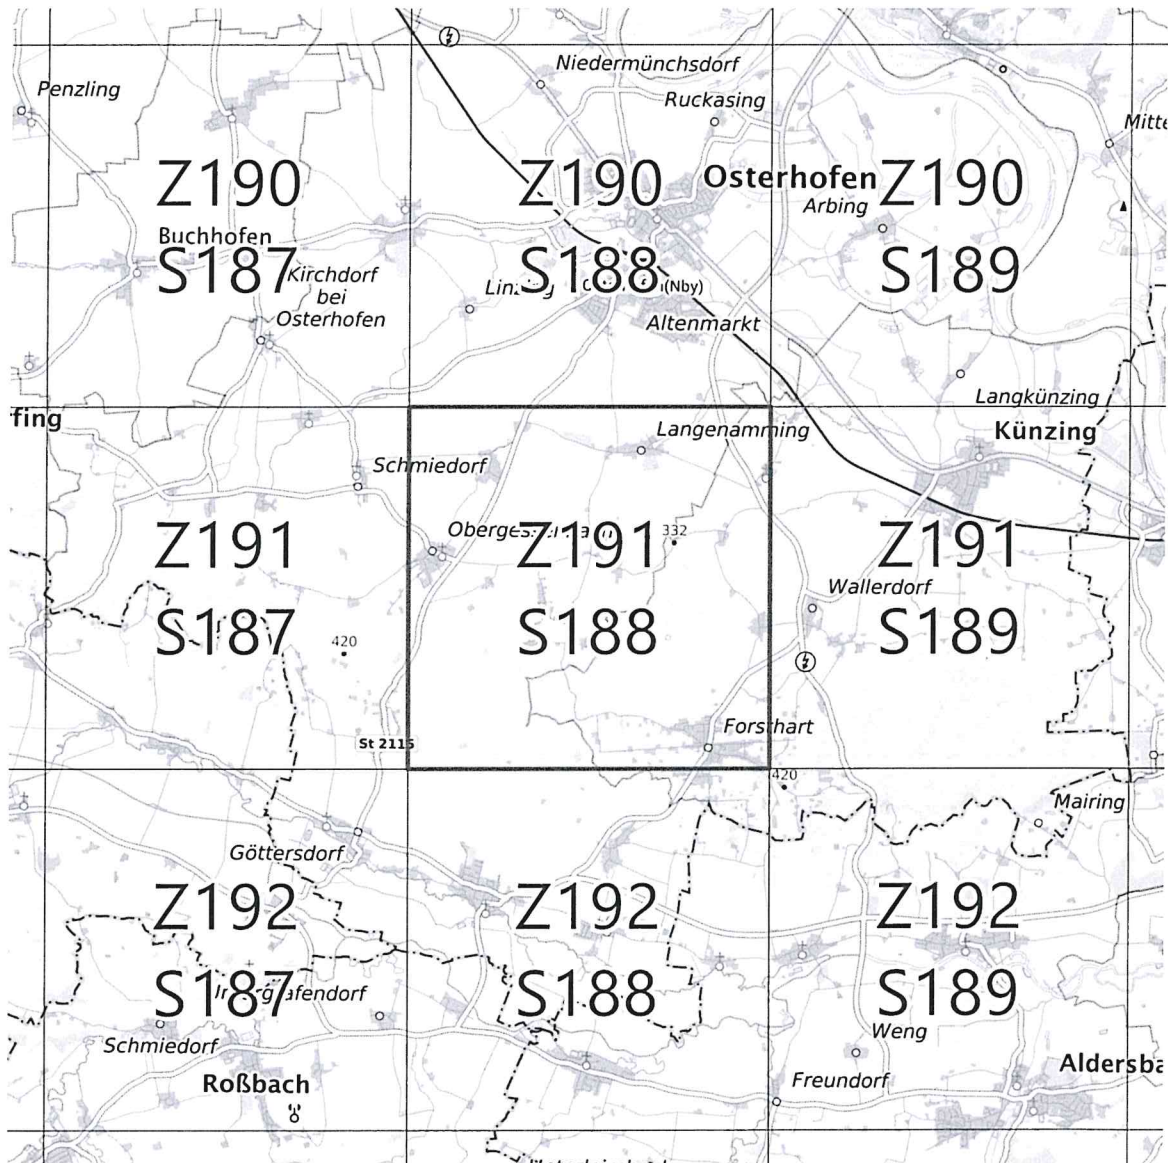 Penzling
Niedermünchsdorf
Ruckasing
Z190
Z190
Osterhofen
Z190
Arbing
Buchhofen
S187
S188
S189
Kirchdorf
bei
Osterhofen
(Nby)
Altenmarkt
Langkünzing
fing
Langenamming
Künzing
Schmiedorf
332
Z191
Z191
Z191
Wallerdorf
S187
S188
S189
420
Forsthart
St 2115
420
Mairing
Göttersdorf
Z192
Z192
Z192
S187
S188
S189
Schmiedorf
Weng
Roßbach
Freundorf
Aldersba